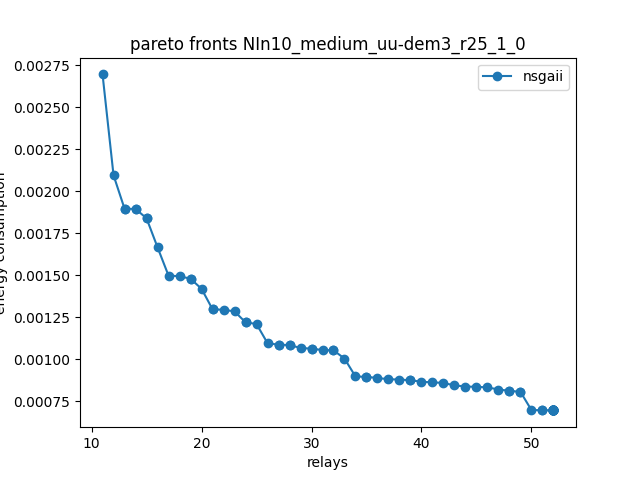 pareto fronts NIn10_medium_uu-dem3_r25_1_0
nsgaii
0.00275
0.00250
0.00225
0.00200
0.00175
0.00150
0.00125
0.00100
0.00075
energy consumption
10 20 30 40 50
relays